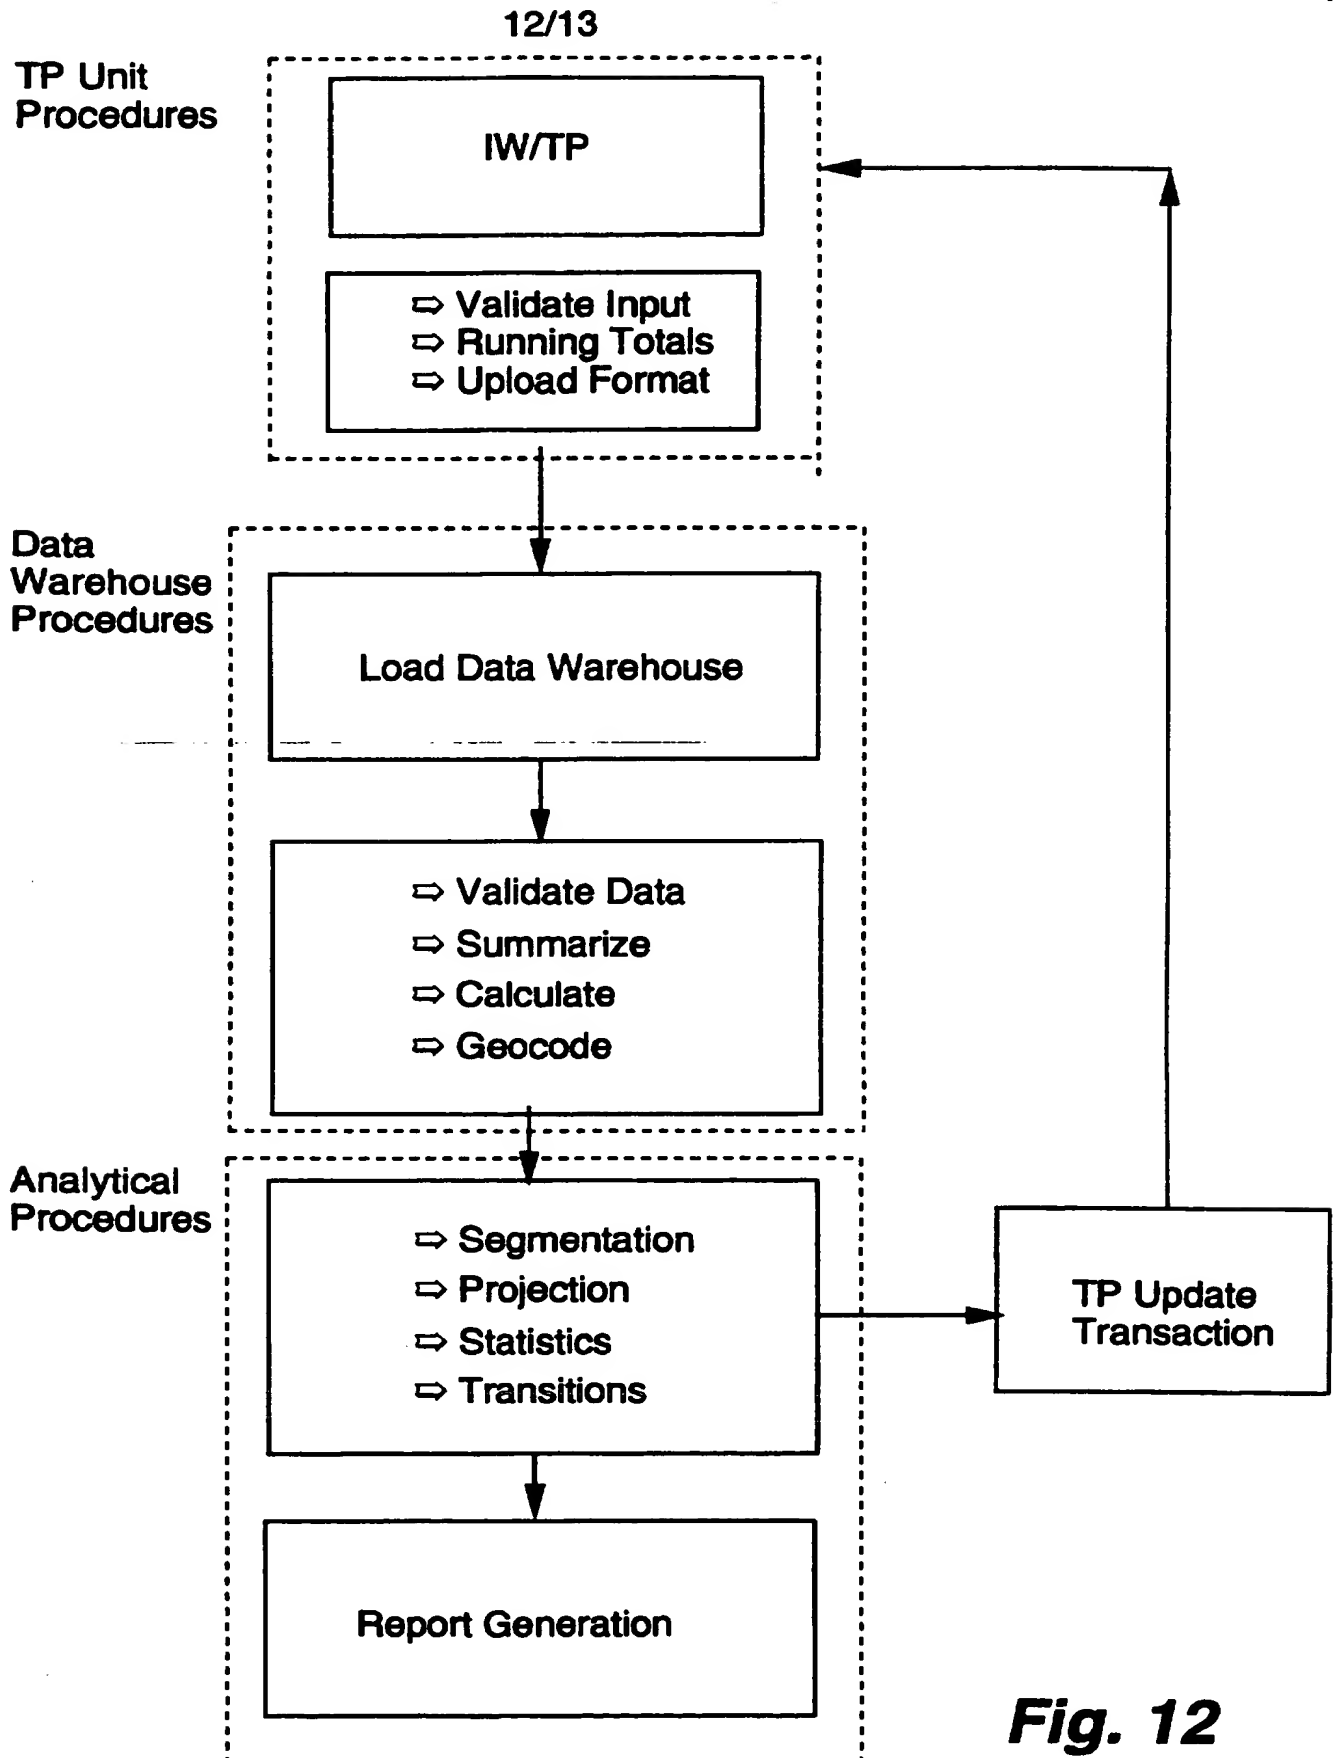 12/13
TP Unit
Procedures
IW/TP
⇨ Validate Input
⇨ Running Totals
⇨ Upload Format
Data
Warehouse
Procedures
Load Data Warehouse
⇨ Validate Data
⇨ Summarize
⇨ Calculate
⇨ Geocode
Analytical
Procedures
⇨ Segmentation
⇨ Projection
⇨ Statistics
⇨ Transitions
TP Update
Transaction
Report Generation
Fig. 12